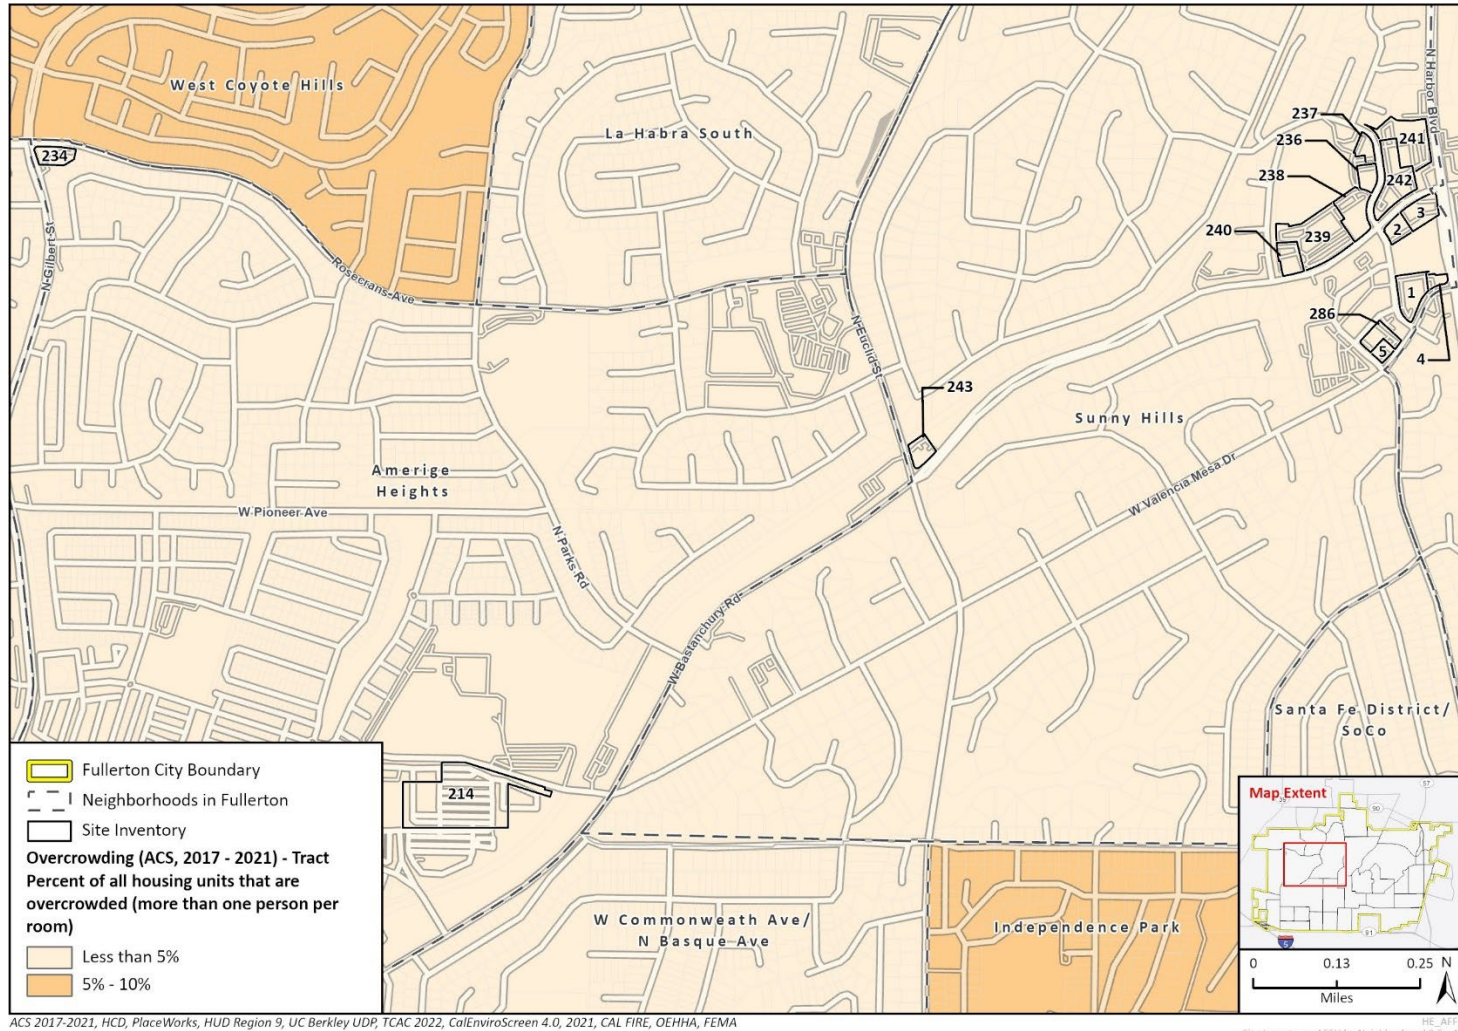 West Coyote Hills
La Habra South
N Harbor Blvd
237
236
241
234
238
242
3
2
240
239
N Gilbert St
Rosecrans Ave
1
286
5
4
N Euclid St
243
Sunny Hills
Amerige
Heights
W Valencia Mesa Dr
W Pioneer Ave
N Parks Rd
W Bastanchury Rd
Santa Fe District/
SoCo
214
W Commonweath Ave/
N Basque Ave
Independence Park
Fullerton City Boundary
Neighborhoods in Fullerton
Site Inventory
Overcrowding (ACS, 2017 - 2021) - Tract
Percent of all housing units that are
overcrowded (more than one person per
room)
Less than 5%
5% - 10%
Map Extent
57
39
90
91
5
0 0.13 0.25 N
Miles
ACS 2017-2021, HCD, PlaceWorks, HUD Region 9, UC Berkley UDP, TCAC 2022, CalEnviroScreen 4.0, 2021, CAL FIRE, OEHHA, FEMA
HE_AFF